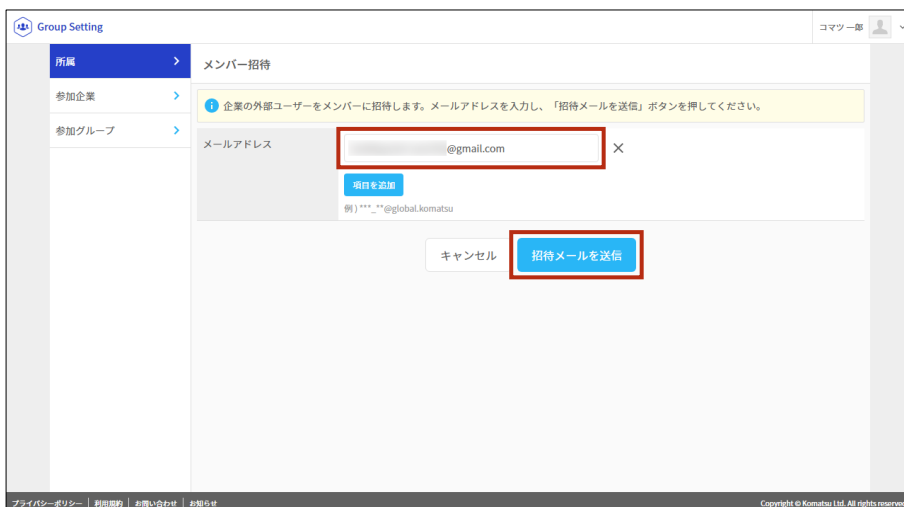 Group Setting
コマツ 一郎
所属
参加企業
参加グループ
メンバー招待
企業の外部ユーザーをメンバーに招待します。メールアドレスを入力し、「招待メールを送信」ボタンを押してください。
メールアドレス
@gmail.com
項目を追加
例 ) ***_**@global.komatsu
キャンセル
招待メールを送信
プライバシーポリシー | 利用規約 | お問い合わせ | お知らせ
Copyright © Komatsu Ltd. All rights reserved